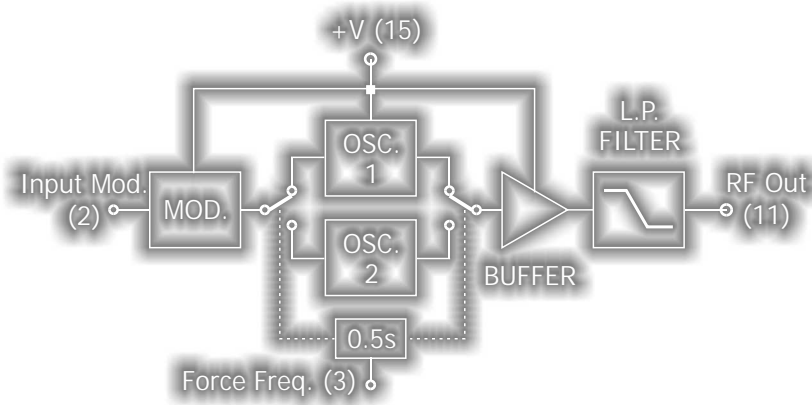 +V (15)
L.P.
FILTER
OSC.
1
Input Mod.
(2)
MOD.
RF Out
(11)
OSC.
2
BUFFER
0.5s
Force Freq. (3)